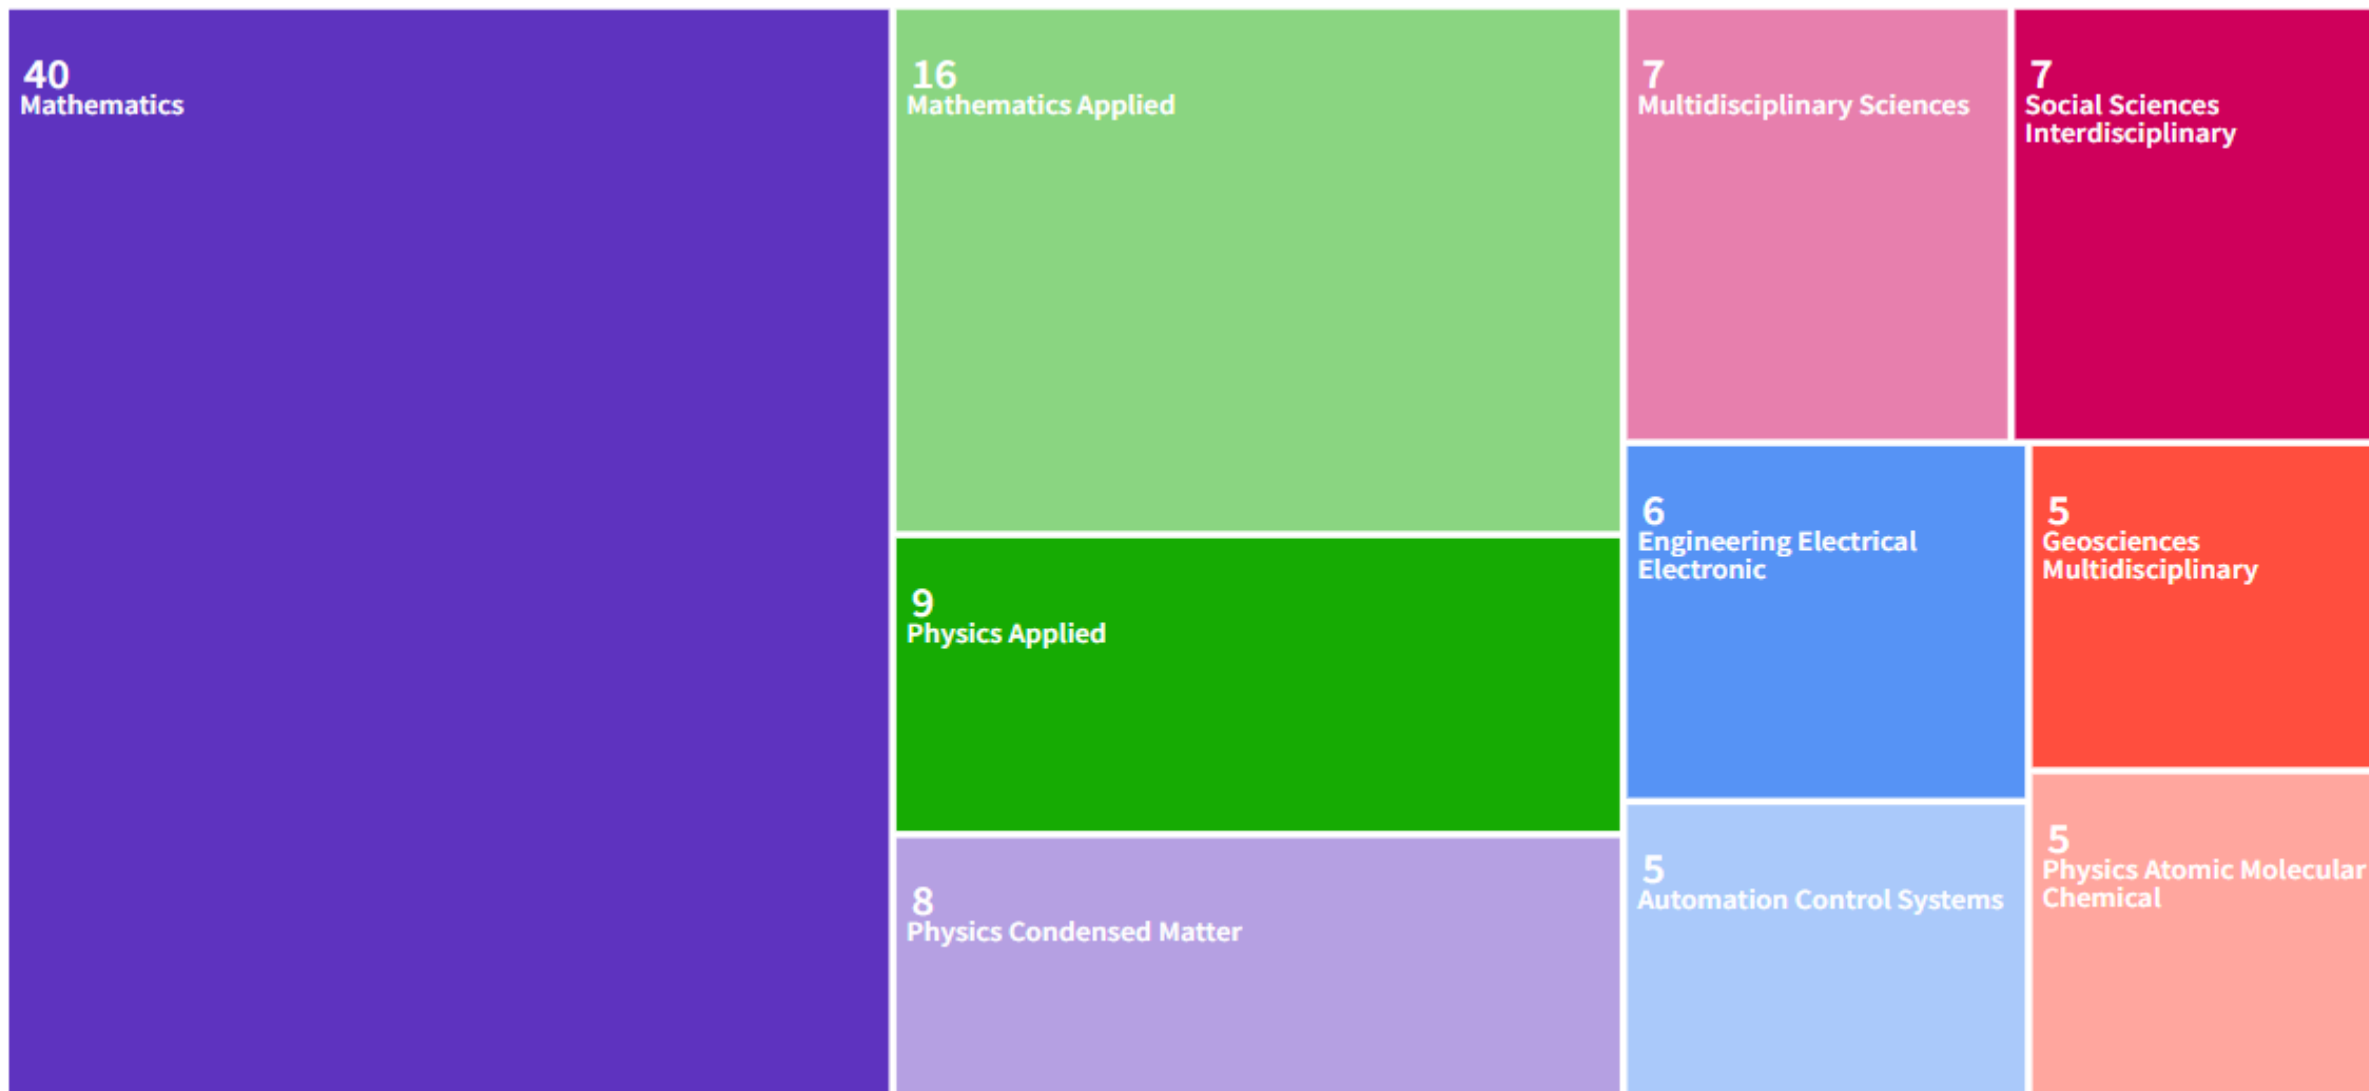 40
Mathematics
16
Mathematics Applied
9
Physics Applied
8
Physics Condensed Matter
7
Multidisciplinary Sciences
7
Social Sciences
Interdisciplinary
6
Engineering Electrical
Electronic
5
Geosciences
Multidisciplinary
5
Automation Control Systems
5
Physics Atomic Molecular
Chemical